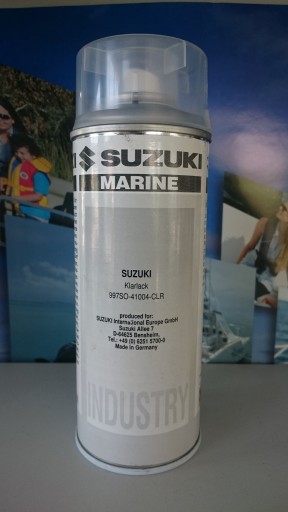 SUZUKI
MARINE
SUZUKI
Klarlack
997SO-41004-CLR
produced for:
SUZUKI International Europe GmbH
Suzuki Allee 7
D-64625 Bensheim,
Tel.: +49 (0) 6251 5700-0
Made in Germany
INDUSTRY